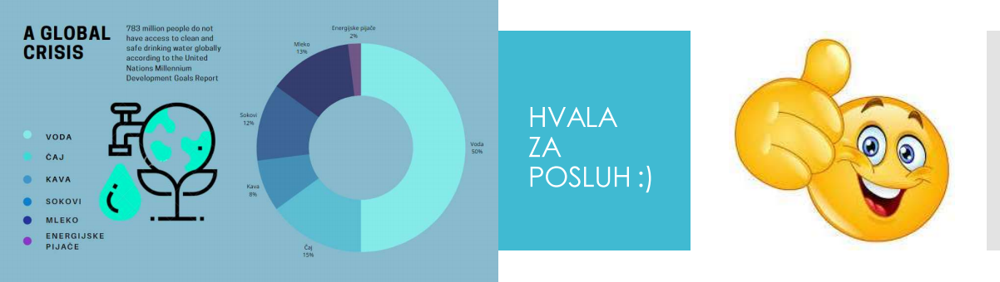 A GLOBAL
CRISIS
783 million people do not
have access to clean and
safe drinking water globally
according to the United
Nations Millennium
Development Goals Report
VODA
ČAJ
KAVA
SOKOVI
MLEKO
ENERGIJSKE
PIJAČE
Energijske pijače
2%
Mleko
13%
Sokovi
12%
Kava
8%
Čaj
15%
Voda
50%
HVALA
ZA
POSLUH :)